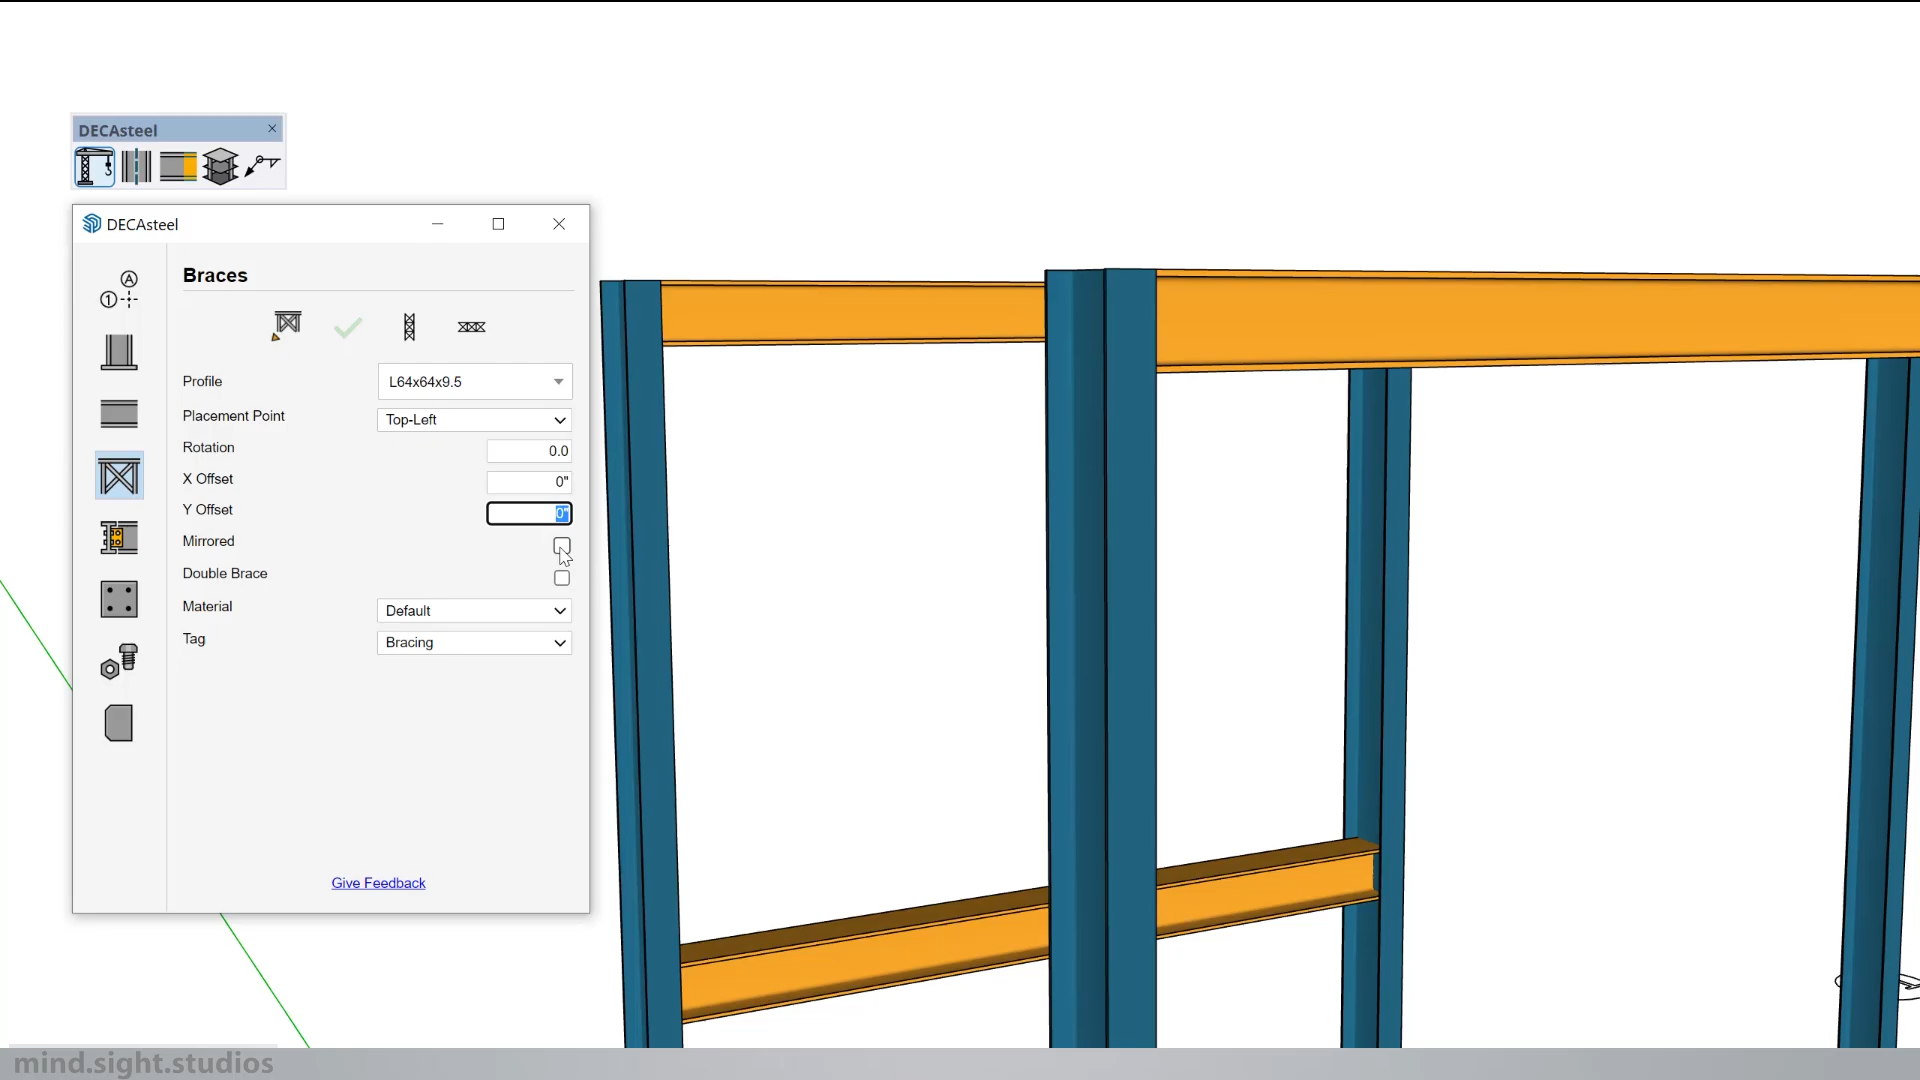 DECAsteel
DECAsteel
A
1
Braces
Profile L64x64x9.5
Placement Point Top-Left
Rotation 0.0
X Offset 0"
Y Offset 0"
Mirrored
Double Brace
Material Default
Tag Bracing
Give Feedback
mind.sight.studios